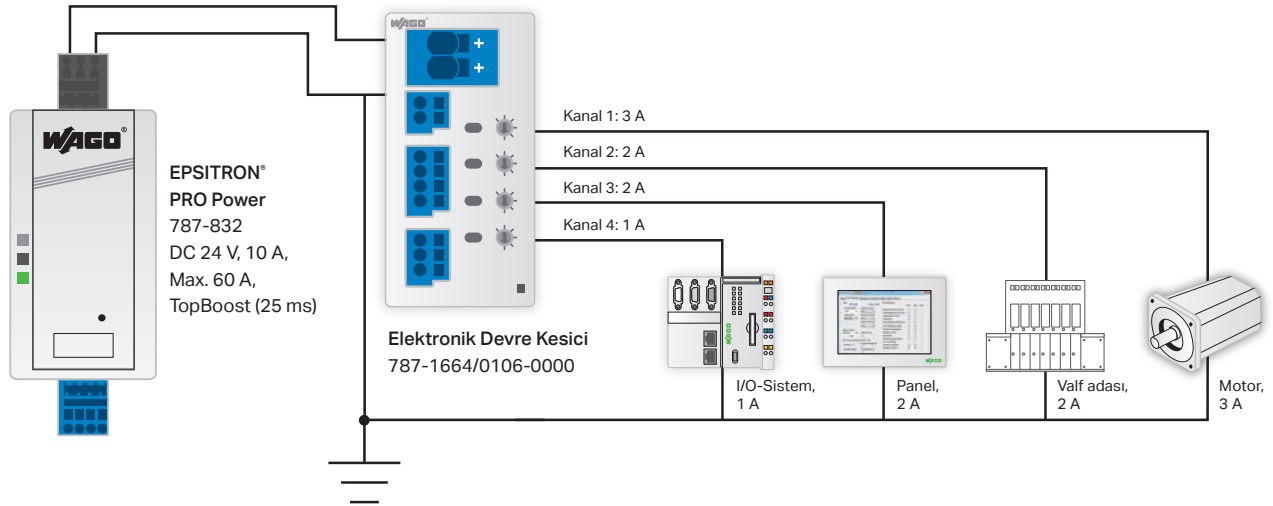 WAGO
+
+
WAGO®
EPSITRON®
PRO Power
787-832
DC 24 V, 10 A,
Max. 60 A,
TopBoost (25 ms)
Elektronik Devre Kesici
787-1664/0106-0000
Kanal 1: 3 A
Kanal 2: 2 A
Kanal 3: 2 A
Kanal 4: 1 A
WAGO
WAGO
I/O-Sistem,
1 A
Panel,
2 A
Valf adası,
2 A
Motor,
3 A